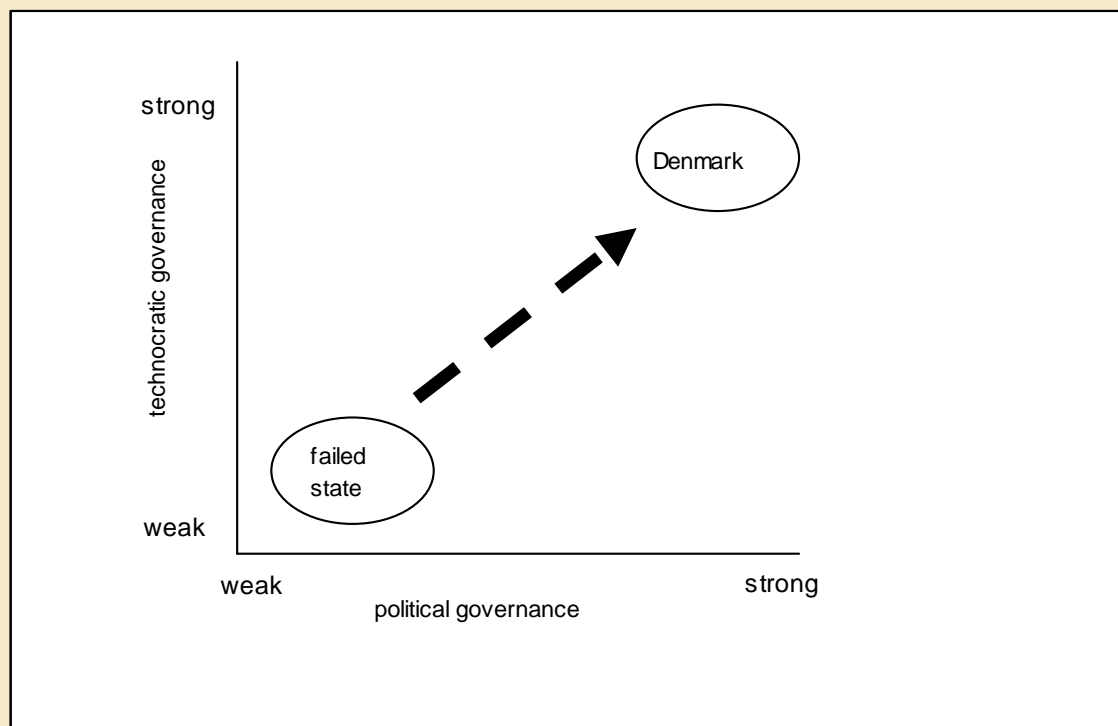 strong
Denmark
technocratic governance
failed
state
weak
weak
strong
political governance